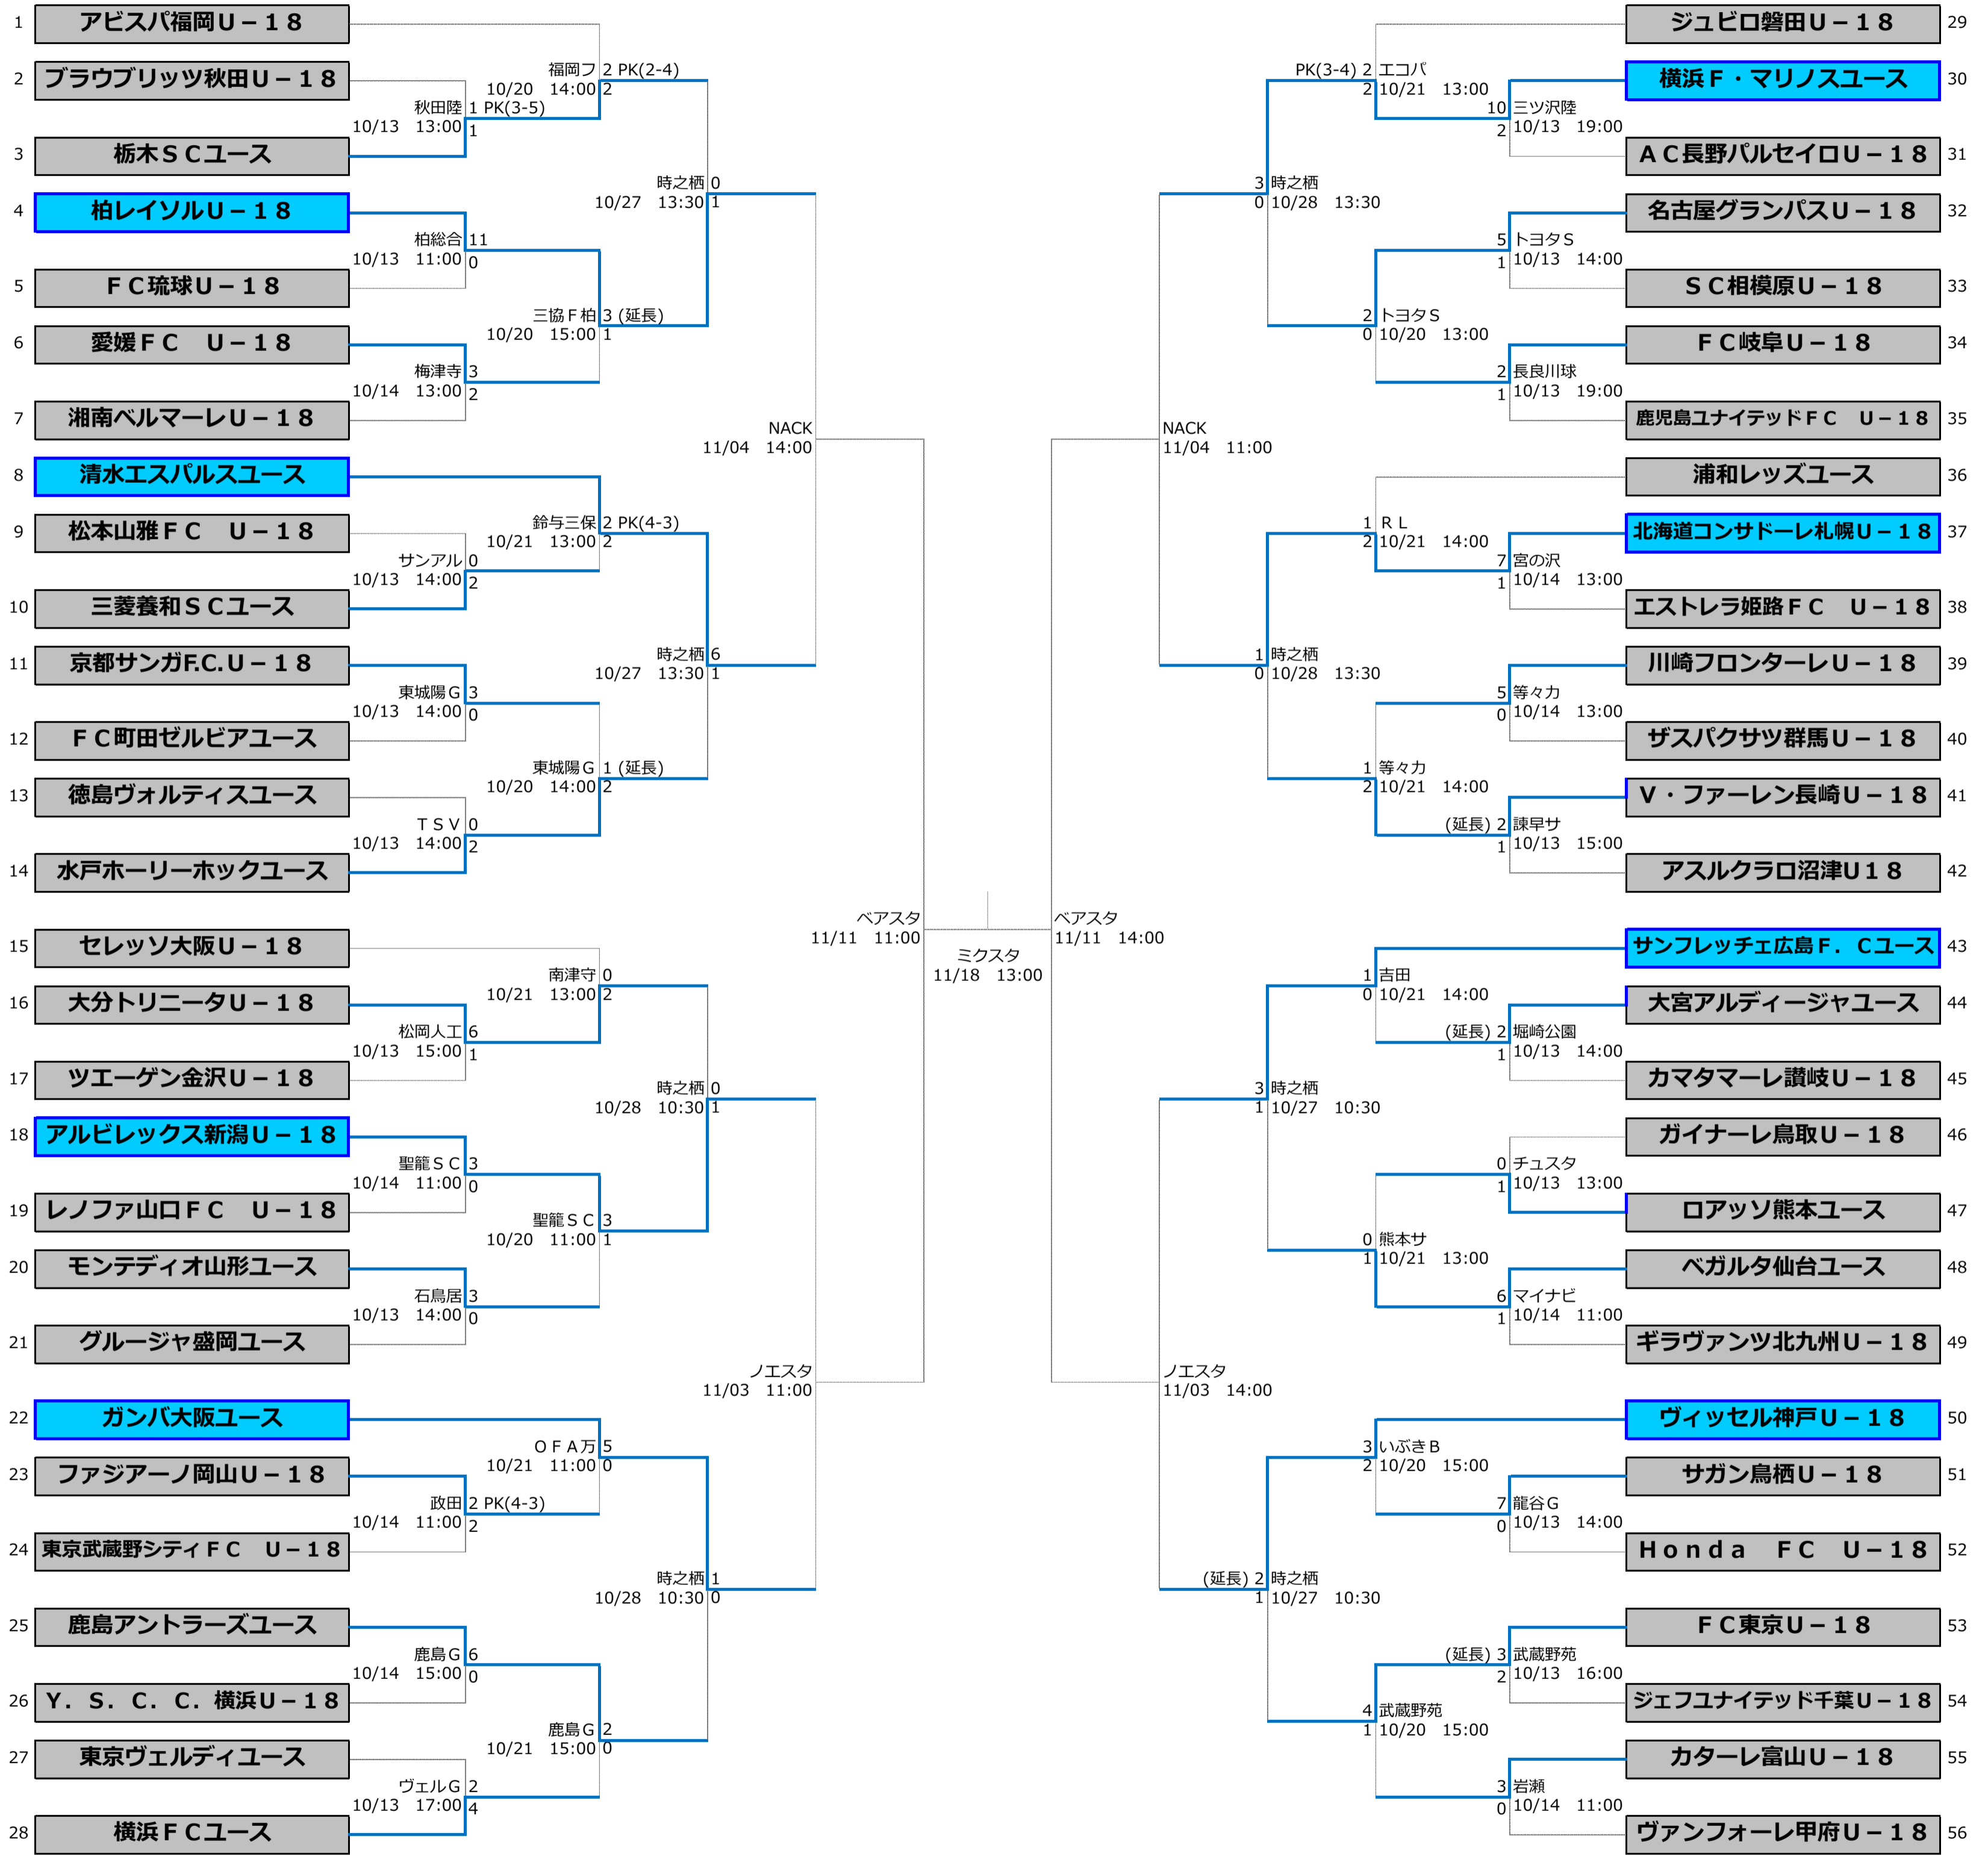 1 アビスパ福岡Ｕ－１８
2 ブラウブリッツ秋田Ｕ－１８
3 栃木ＳＣユース
4 柏レイソルＵ－１８
5 ＦＣ琉球Ｕ－１８
6 愛媛ＦＣ　Ｕ－１８
7 湘南ベルマーレＵ－１８
8 清水エスパルスユース
9 松本山雅ＦＣ　Ｕ－１８
10 三菱養和ＳＣユース
11 京都サンガF.C.Ｕ－１８
12 ＦＣ町田ゼルビアユース
13 徳島ヴォルティスユース
14 水戸ホーリーホックユース
15 セレッソ大阪Ｕ－１８
16 大分トリニータＵ－１８
17 ツエーゲン金沢Ｕ－１８
18 アルビレックス新潟Ｕ－１８
19 レノファ山口ＦＣ　Ｕ－１８
20 モンテディオ山形ユース
21 グルージャ盛岡ユース
22 ガンバ大阪ユース
23 ファジアーノ岡山Ｕ－１８
24 東京武蔵野シティＦＣ　Ｕ－１８
25 鹿島アントラーズユース
26 Ｙ．Ｓ．Ｃ．Ｃ．横浜Ｕ－１８
27 東京ヴェルディユース
28 横浜ＦＣユース
秋田陸 1 PK(3-5)
10/13 13:00 1
柏総合 11
10/13 11:00 0
梅津寺 3
10/14 13:00 2
サンアル 0
10/13 14:00 2
東城陽Ｇ 3
10/13 14:00 0
ＴＳＶ 0
10/13 14:00 2
松岡人工 6
10/13 15:00 1
聖籠ＳＣ 3
10/14 11:00 0
石鳥居 3
10/13 14:00 0
政田 2 PK(4-3)
10/14 11:00 2
鹿島Ｇ 6
10/14 15:00 0
ヴェルＧ 2
10/13 17:00 4
福岡フ 2 PK(2-4)
10/20 14:00 2
三協Ｆ柏 3 (延長)
10/20 15:00 1
鈴与三保 2 PK(4-3)
10/21 13:00 2
東城陽Ｇ 1 (延長)
10/20 14:00 2
南津守 0
10/21 13:00 2
聖籠ＳＣ 3
10/20 11:00 1
ＯＦＡ万 5
10/21 11:00 0
鹿島Ｇ 2
10/21 15:00 0
時之栖 0
10/27 13:30 1
時之栖 6
10/27 13:30 1
時之栖 0
10/28 10:30 1
時之栖 1
10/28 10:30 0
NACK
11/04 14:00
ノエスタ
11/03 11:00
ベアスタ
11/11 11:00
ミクスタ
11/18 13:00
ベアスタ
11/11 14:00
NACK
11/04 11:00
ノエスタ
11/03 14:00
3 時之栖
0 10/28 13:30
1 時之栖
0 10/28 13:30
3 時之栖
1 10/27 10:30
(延長) 2 時之栖
1 10/27 10:30
PK(3-4) 2 エコパ
2 10/21 13:00
2 トヨタＳ
0 10/20 13:00
1 ＲＬ
2 10/21 14:00
1 等々力
2 10/21 14:00
1 吉田
0 10/21 14:00
0 熊本サ
1 10/21 13:00
3 いぶきＢ
2 10/20 15:00
4 武蔵野苑
1 10/20 15:00
10 三ツ沢陸
2 10/13 19:00
5 トヨタＳ
1 10/13 14:00
2 長良川球
1 10/13 19:00
7 宮の沢
1 10/14 13:00
5 等々力
0 10/14 13:00
(延長) 2 諫早サ
1 10/13 15:00
(延長) 2 堀崎公園
1 10/13 14:00
0 チュスタ
1 10/13 13:00
6 マイナビ
1 10/14 11:00
7 龍谷Ｇ
0 10/13 14:00
(延長) 3 武蔵野苑
2 10/13 16:00
3 岩瀬
0 10/14 11:00
ジュビロ磐田Ｕ－１８ 29
横浜Ｆ・マリノスユース 30
ＡＣ長野パルセイロＵ－１８ 31
名古屋グランパスＵ－１８ 32
ＳＣ相模原Ｕ－１８ 33
ＦＣ岐阜Ｕ－１８ 34
鹿児島ユナイテッドＦＣ　Ｕ－１８ 35
浦和レッズユース 36
北海道コンサドーレ札幌Ｕ－１８ 37
エストレラ姫路ＦＣ　Ｕ－１８ 38
川崎フロンターレＵ－１８ 39
ザスパクサツ群馬Ｕ－１８ 40
Ｖ・ファーレン長崎Ｕ－１８ 41
アスルクラロ沼津Ｕ１８ 42
サンフレッチェ広島Ｆ．Ｃユース 43
大宮アルディージャユース 44
カマタマーレ讃岐Ｕ－１８ 45
ガイナーレ鳥取Ｕ－１８ 46
ロアッソ熊本ユース 47
ベガルタ仙台ユース 48
ギラヴァンツ北九州Ｕ－１８ 49
ヴィッセル神戸Ｕ－１８ 50
サガン鳥栖Ｕ－１８ 51
Ｈｏｎｄａ　ＦＣ　Ｕ－１８ 52
ＦＣ東京Ｕ－１８ 53
ジェフユナイテッド千葉Ｕ－１８ 54
カターレ富山Ｕ－１８ 55
ヴァンフォーレ甲府Ｕ－１８ 56